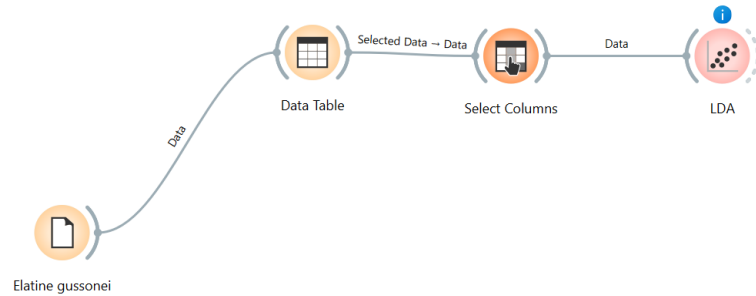 Selected Data → Data
Data
Data Table
Select Columns
LDA
Data
Elatine gussonei